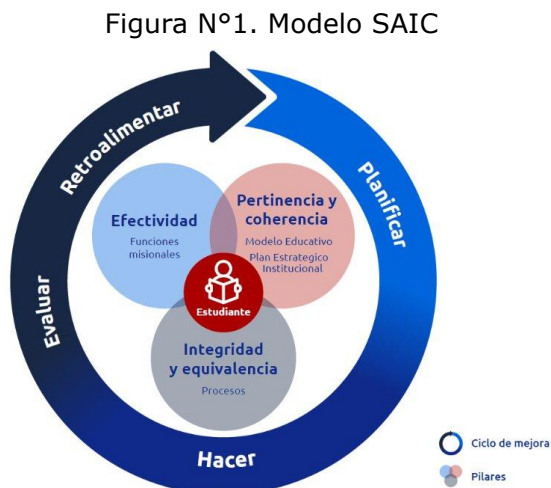 Figura N°1. Modelo SAIC
Retroalimentar
Planificar
Efectividad
Funciones
misionales
Pertinencia y
coherencia
Modelo Educativo
Plan Estrategico
Institucional
Estudiante
Evaluar
Integridad
y equivalencia
Procesos
Hacer
Ciclo de mejora
Pilares